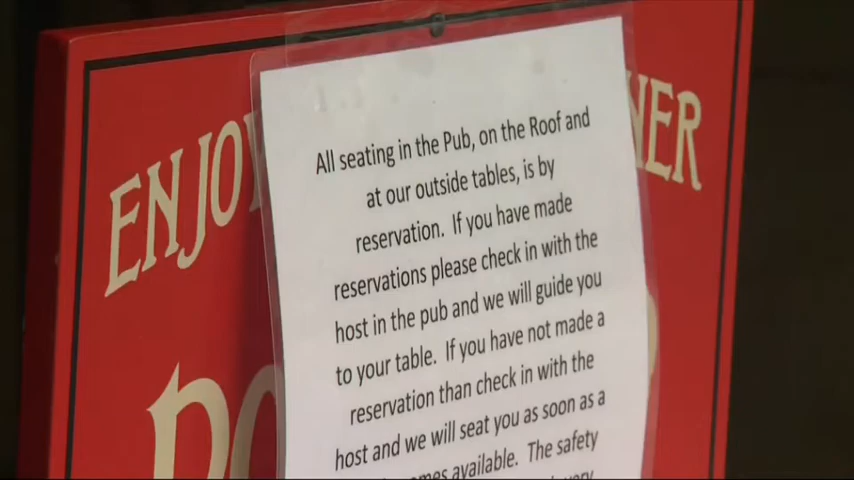 ENJOY
NER
All seating in the Pub, on the Roof and
at our outside tables, is by
reservation. If you have made
reservations please check in with the
host in the pub and we will guide you
to your table. If you have not made a
reservation than check in with the
host and we will seat you as soon as a
available. The safety